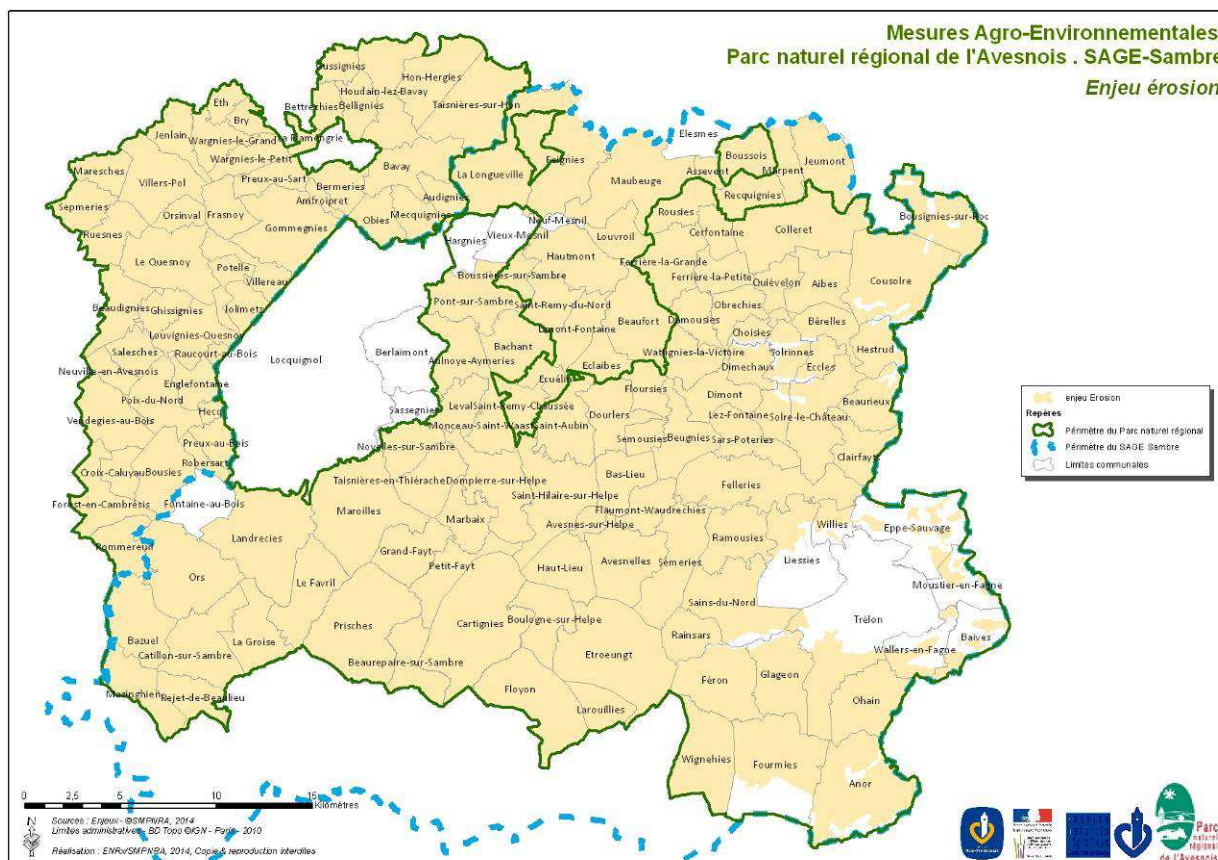 Mesures Agro-Environnementales
Parc naturel régional de l'Avesnois . SAGE-Sambre
Enjeu érosion
Hon-Hergies
Houdain-lez-Bavay
Taisnières-sur-Hon
Bettrechies
Bellignies
Eth
Bry
Jenlain
Wargnies-le-Grand
Wargnies-le-Petit
Elesmes
Boussois
Jeumont
Marpent
Assevent
Feignies
Maubeuge
La Longueville
Bavay
Maresches
Villers-Pol
Preux-au-Sart
Bermeries
Amfroipret
Audignies
Mecquignies
Obies
Recquignies
Sepmeries
Orsinval
Frasnoy
Gommegnies
Ruesnes
Rousies
Cerfontaine
Colleret
Bousignies-sur-Roc
Neuf-Mesnil
Vieux-Mesnil
Hargnies
Louvroil
Hautmont
Le Quesnoy
Potelle
Villereau
Ferrière-la-Grande
Ferrière-la-Petite
Quiévelon
Aibes
Cousolre
Boussières-sur-Sambre
Pont-sur-Sambre
Saint-Remy-du-Nord
Beaudignies
Ghissignies
Jolimetz
Obrechies
Damousies
Beaufort
Limont-Fontaine
Choisies
Bérelles
Louvignies-Quesnoy
Salesches
Raucourt-au-Bois
Locquignol
Berlaimont
Bachant
Aulnoye-Aymeries
Eclaibes
Wattignies-la-Victoire
Solrinnes
Hestrud
Dimechaux
Eccles
Neuville-en-Avesnois
Englefontaine
Poix-du-Nord
Hecq
Ecuélin
Floursies
Dimont
Beaurieux
Sassegnies
Leval
Saint-Remy-Chaussée
Dourlers
Lez-Fontaine
Solre-le-Château
Vendegies-au-Bois
Monceau-Saint-Waast
Saint-Aubin
Semousies
Beugnies
Sars-Poteries
Preux-au-Bois
Noyelles-sur-Sambre
Robersart
Clairfayts
Croix-Caluyau
Bousies
Bas-Lieu
Felleries
Taisnières-en-Thiérache
Dompierre-sur-Helpe
Forest-en-Cambrésis
Fontaine-au-Bois
Maroilles
Saint-Hilaire-sur-Helpe
Flaumont-Waudrechies
Marbaix
Avesnes-sur-Helpe
Willies
Eppe-Sauvage
Landrecies
Ramousies
Pommereuil
Grand-Fayt
Petit-Fayt
Haut-Lieu
Avesnelles
Sémeries
Liessies
Moustier-en-Fagne
Ors
Le Favril
Sains-du-Nord
Trélon
Prisches
Cartignies
Boulogne-sur-Helpe
Rainsars
Baives
Wallers-en-Fagne
Bazuel
Catillon-sur-Sambre
La Groise
Etroeungt
Beaurepaire-sur-Sambre
Féron
Glageon
Mazinghien
Rejet-de-Beaulieu
Floyon
Larouillies
Ohain
Wignehies
Fourmies
Anor
enjeu Erosion
Repères
Périmètre du Parc naturel régional
Périmètre du SAGE Sambre
Limites communales
0 2,5 5 10 15
Kilomètres
N
Sources : Enjeux - ©SMPNRA, 2014
Limites administratives - BD Topo ©IGN - Paris - 2010
Réalisation : ENRx/SMPNRA, 2014, Copie & reproduction interdites
Parc
naturel
régional
de l'Avesnois